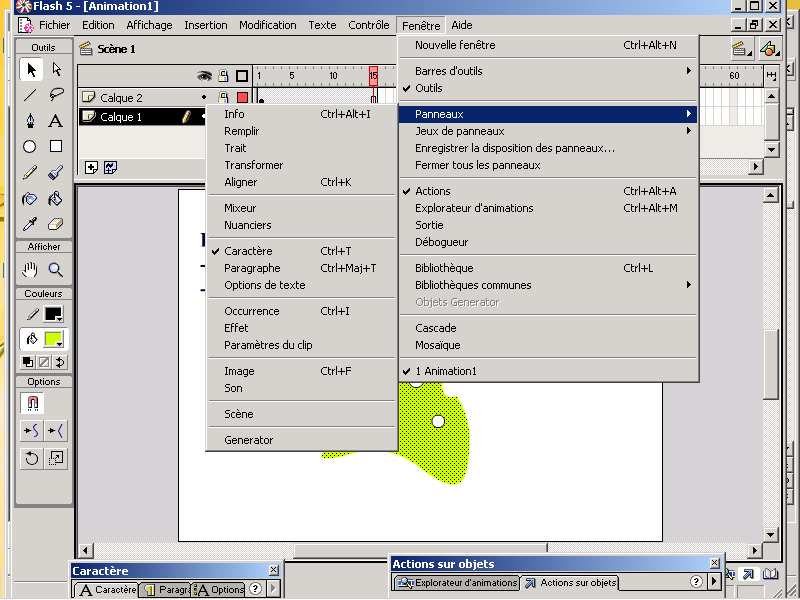 Flash 5 - [Animation1]
Fichier Edition Affichage Insertion Modification Texte Contrôle Fenêtre Aide
Outils
Scène 1
1 5 10 15 60
Calque 2
Calque 1
Afficher
Couleurs
Options
Nouvelle fenêtre Ctrl+Alt+N
Barres d'outils
Outils
Panneaux
Jeux de panneaux
Enregistrer la disposition des panneaux...
Fermer tous les panneaux
Actions Ctrl+Alt+A
Explorateur d'animations Ctrl+Alt+M
Sortie
Débogueur
Bibliothèque Ctrl+L
Bibliothèques communes
Objets Generator
Cascade
Mosaïque
1 Animation1
Info Ctrl+Alt+I
Remplir
Trait
Transformer
Aligner Ctrl+K
Mixeur
Nuanciers
Caractère Ctrl+T
Paragraphe Ctrl+Maj+T
Options de texte
Occurrence Ctrl+I
Effet
Paramètres du clip
Image Ctrl+F
Son
Scène
Generator
Caractère
A Caractère Paragra A Options ?
Actions sur objets
Explorateur d'animations Actions sur objets ?